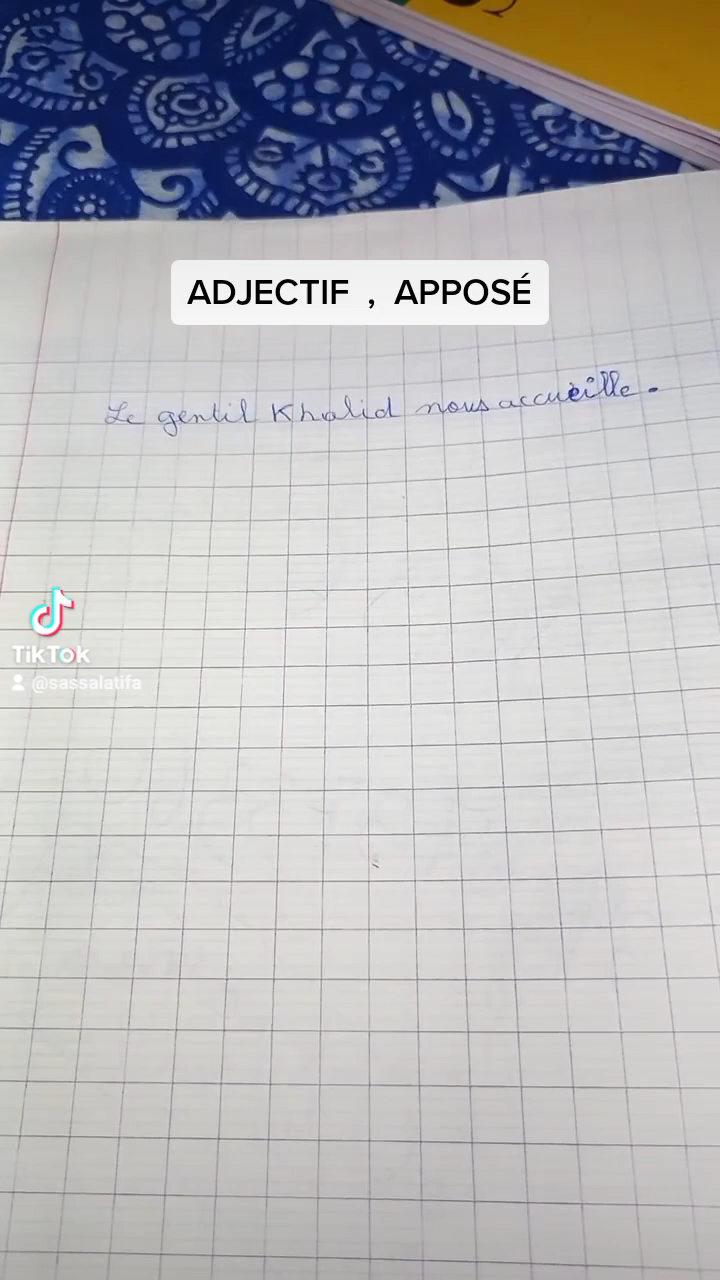 ADJECTIF , APPOSÉ
Le gentil Khalid nous accueille.
TikTok
@sassalatifa